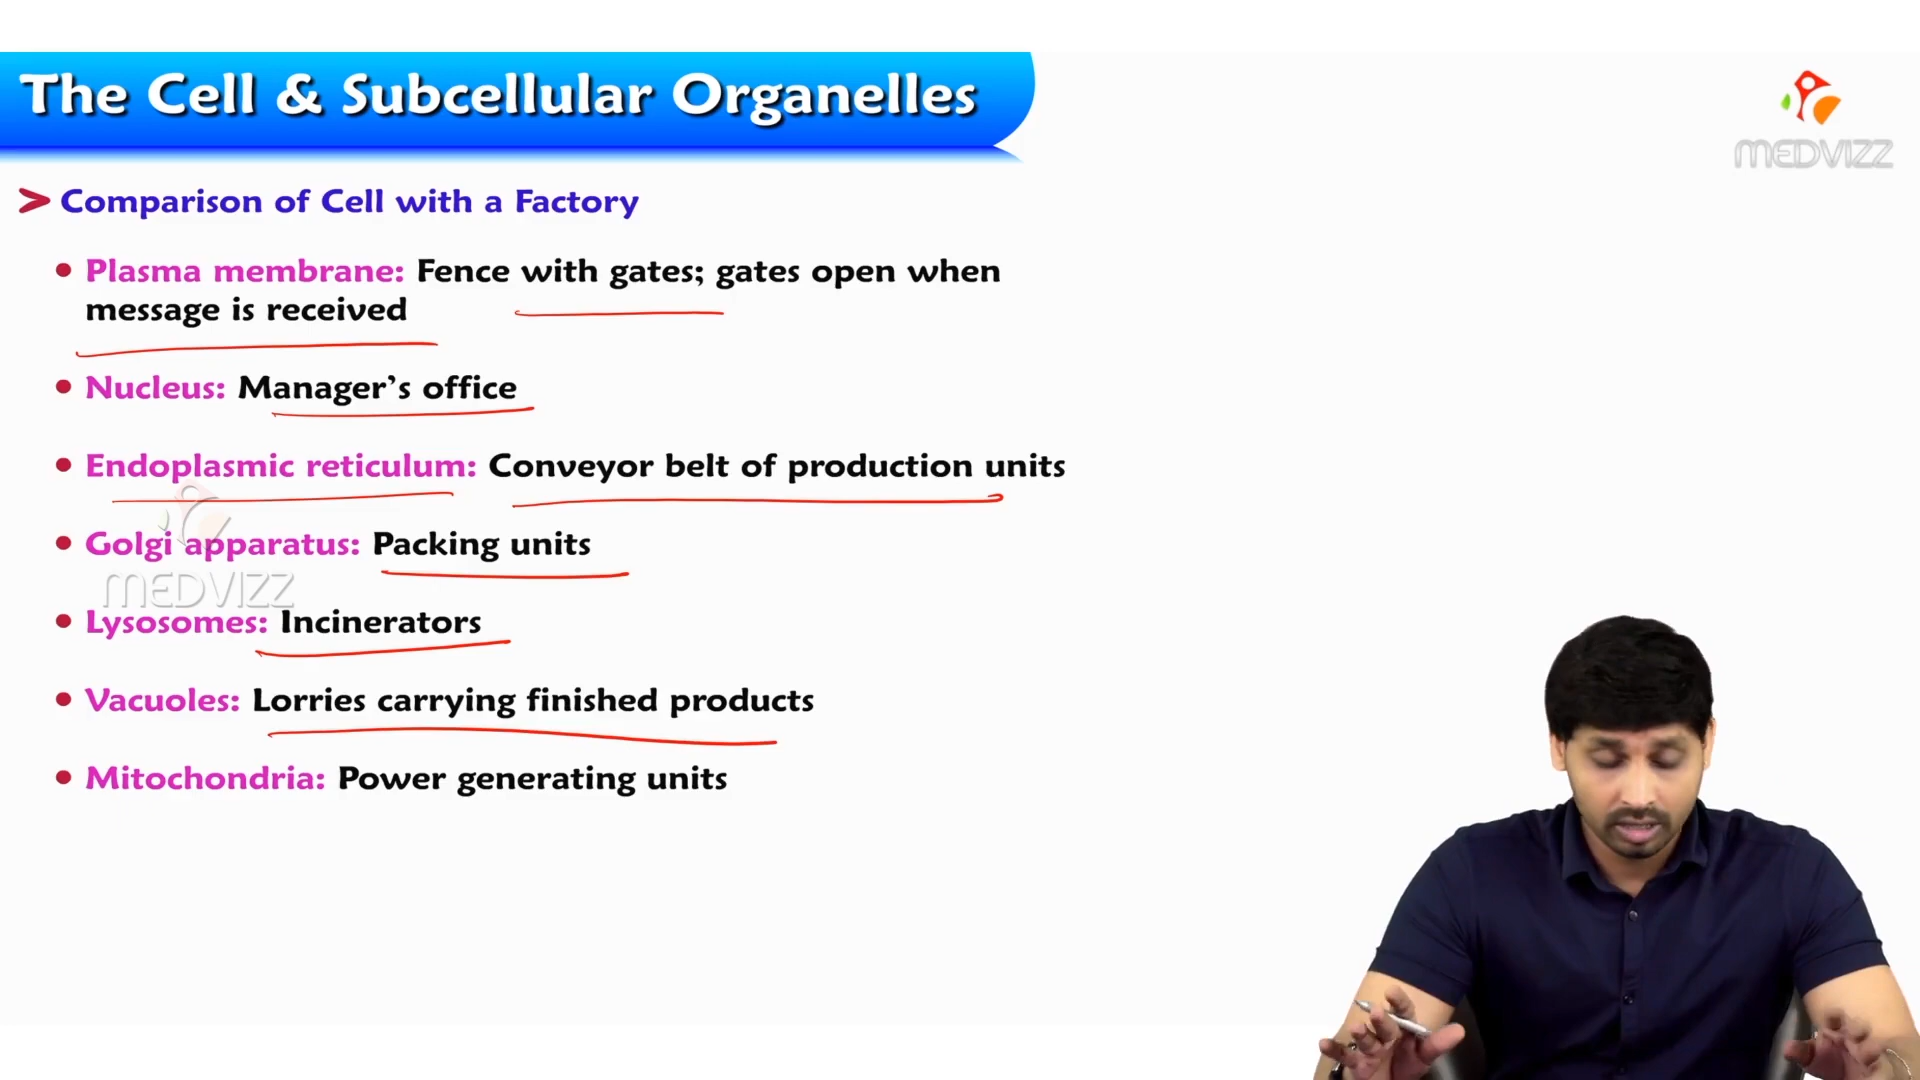 The Cell & Subcellular Organelles
MEDVIZZ
> Comparison of Cell with a Factory
• Plasma membrane: Fence with gates; gates open when
message is received
• Nucleus: Manager’s office
• Endoplasmic reticulum: Conveyor belt of production units
• Golgi apparatus: Packing units
MEDVIZZ
• Lysosomes: Incinerators
• Vacuoles: Lorries carrying finished products
• Mitochondria: Power generating units